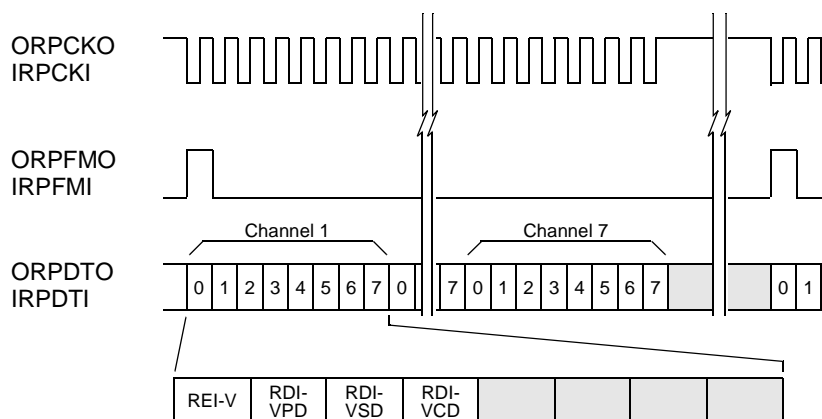 ORPCKO
IRPCKI
ORPFMO
IRPFMI
Channel 1 Channel 7
ORPDTO
IRPDTI
0 1 2 3 4 5 6 7 0 7 0 1 2 3 4 5 6 7 0 1
REI-V RDI-VPD RDI-VSD RDI-VCD